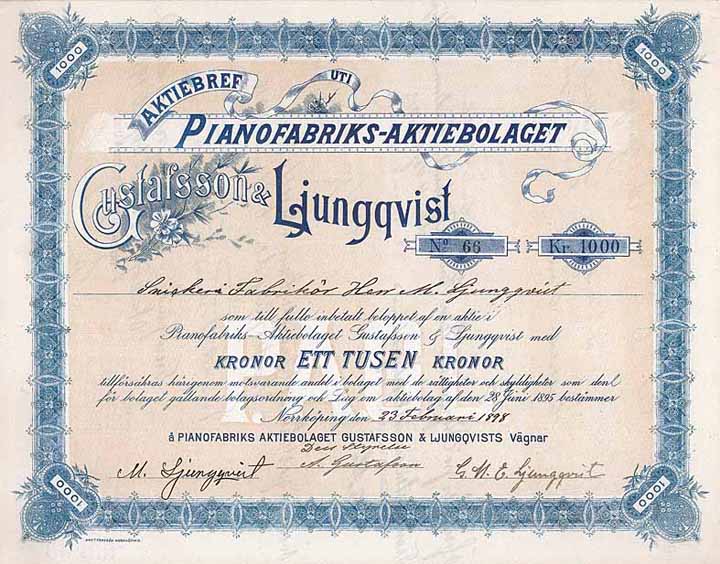 1000
1000
AKTIEBREF UTI
PIANOFABRIKS-AKTIEBOLAGET
Gustafsson & Ljungqvist
No 66 Kr. 1000
Snickeri Fabrikör Herr M. Ljungqvist
som till fullo inbetalt beloppet af en aktie i
Pianofabriks-Aktiebolaget Gustafsson & Ljungqvist med
KRONOR ETT TUSEN KRONOR
tillförsäkras härigenom motsvarande andel i bolaget med de rättigheter och skyldigheter som den
för bolaget gällande bolagsordning och Lag om aktiebolag af den 28 Juni 1895 bestämmer
Norrköping den 23 Februari 1898
å PIANOFABRIKS AKTIEBOLAGET GUSTAFSSON & LJUNGQVISTS Vägnar
Dess Styrelse
M. Ljungqvist A. Gustafsson C. M. E. Ljungqvist
1000
1000